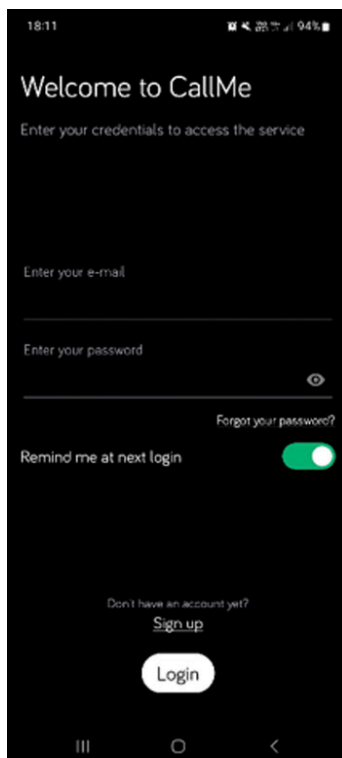 18:11
94%
Welcome to CallMe
Enter your credentials to access the service
Enter your e-mail
Enter your password
Forgot your password?
Remind me at next login
Don't have an account yet?
Sign up
Login